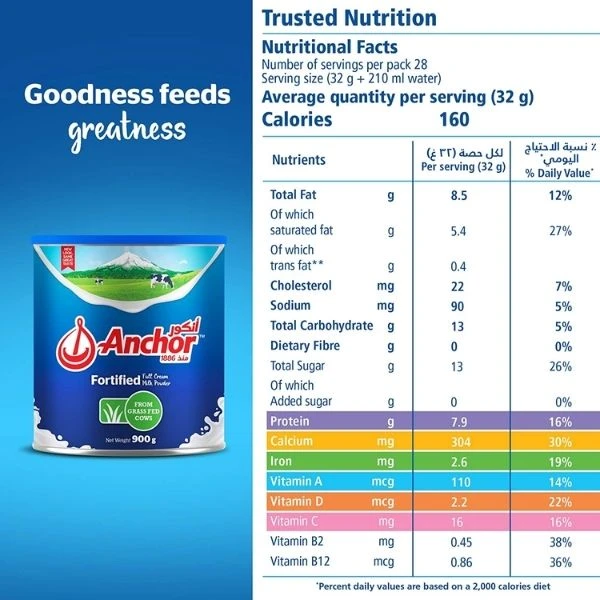 Goodness feeds
greatness
NEW
LOOK
SAME
GREAT
TASTE
أنكور
Anchor™
منذ 1886
Fortified Full Cream
Milk Powder
FROM
GRASS FED
COWS
Net Weight 900 g
Trusted Nutrition
Nutritional Facts
Number of servings per pack 28
Serving size (32 g + 210 ml water)
Average quantity per serving (32 g)
Calories 160
Nutrients
لكل حصة (٣٢ غ)
Per serving (32 g)
٪ نسبة الاحتياج
اليومي*
% Daily Value*
Total Fat g 8.5 12%
Of which
saturated fat g 5.4 27%
Of which
trans fat** g 0.4
Cholesterol mg 22 7%
Sodium mg 90 5%
Total Carbohydrate g 13 5%
Dietary Fibre g 0 0%
Total Sugar g 13 26%
Of which
Added sugar g 0 0%
Protein g 7.9 16%
Calcium mg 304 30%
Iron mg 2.6 19%
Vitamin A mcg 110 14%
Vitamin D mcg 2.2 22%
Vitamin C mg 16 16%
Vitamin B2 mg 0.45 38%
Vitamin B12 mcg 0.86 36%
*Percent daily values are based on a 2,000 calories diet